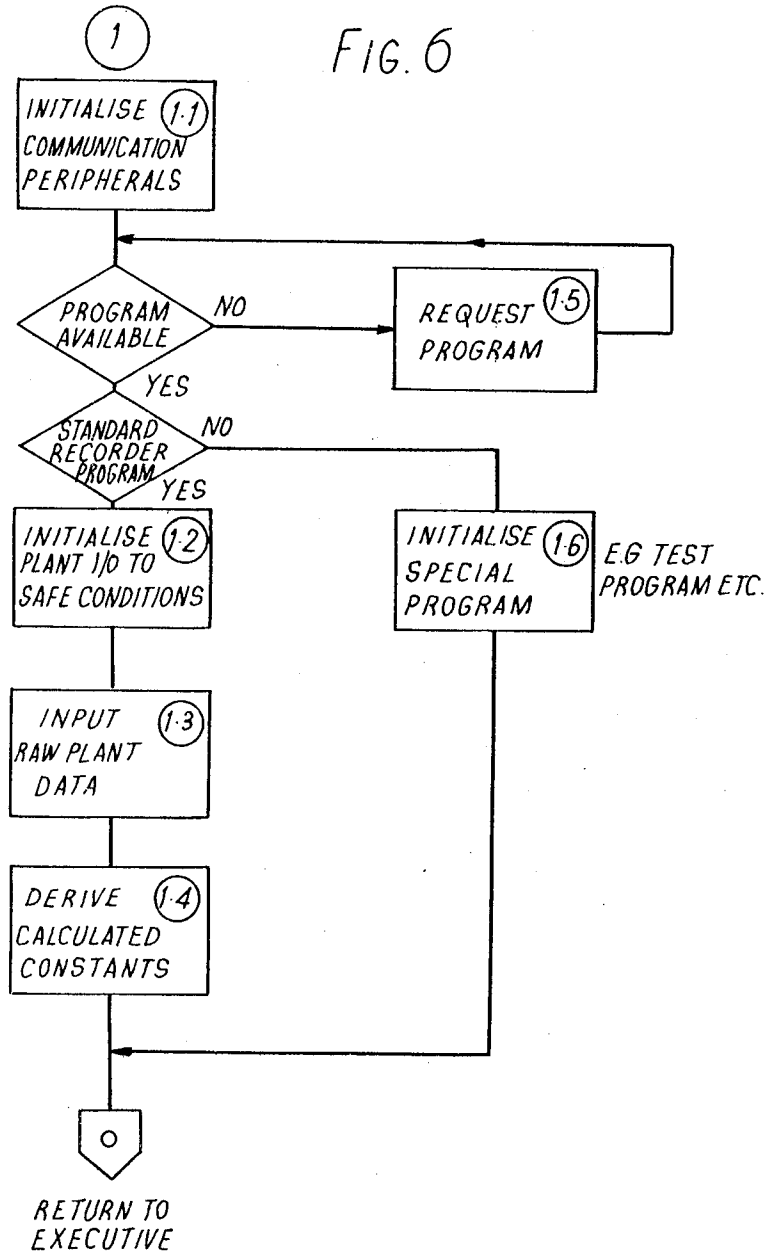 1
FIG. 6
INITIALISE 1.1
COMMUNICATION
PERIPHERALS
PROGRAM
AVAILABLE
NO
REQUEST 1.5
PROGRAM
YES
STANDARD
RECORDER
PROGRAM
NO
YES
INITIALISE 1.2
PLANT I/O TO
SAFE CONDITIONS
INITIALISE 1.6
SPECIAL
PROGRAM
E.G TEST
PROGRAM ETC.
INPUT 1.3
RAW PLANT
DATA
DERIVE 1.4
CALCULATED
CONSTANTS
O
RETURN TO
EXECUTIVE